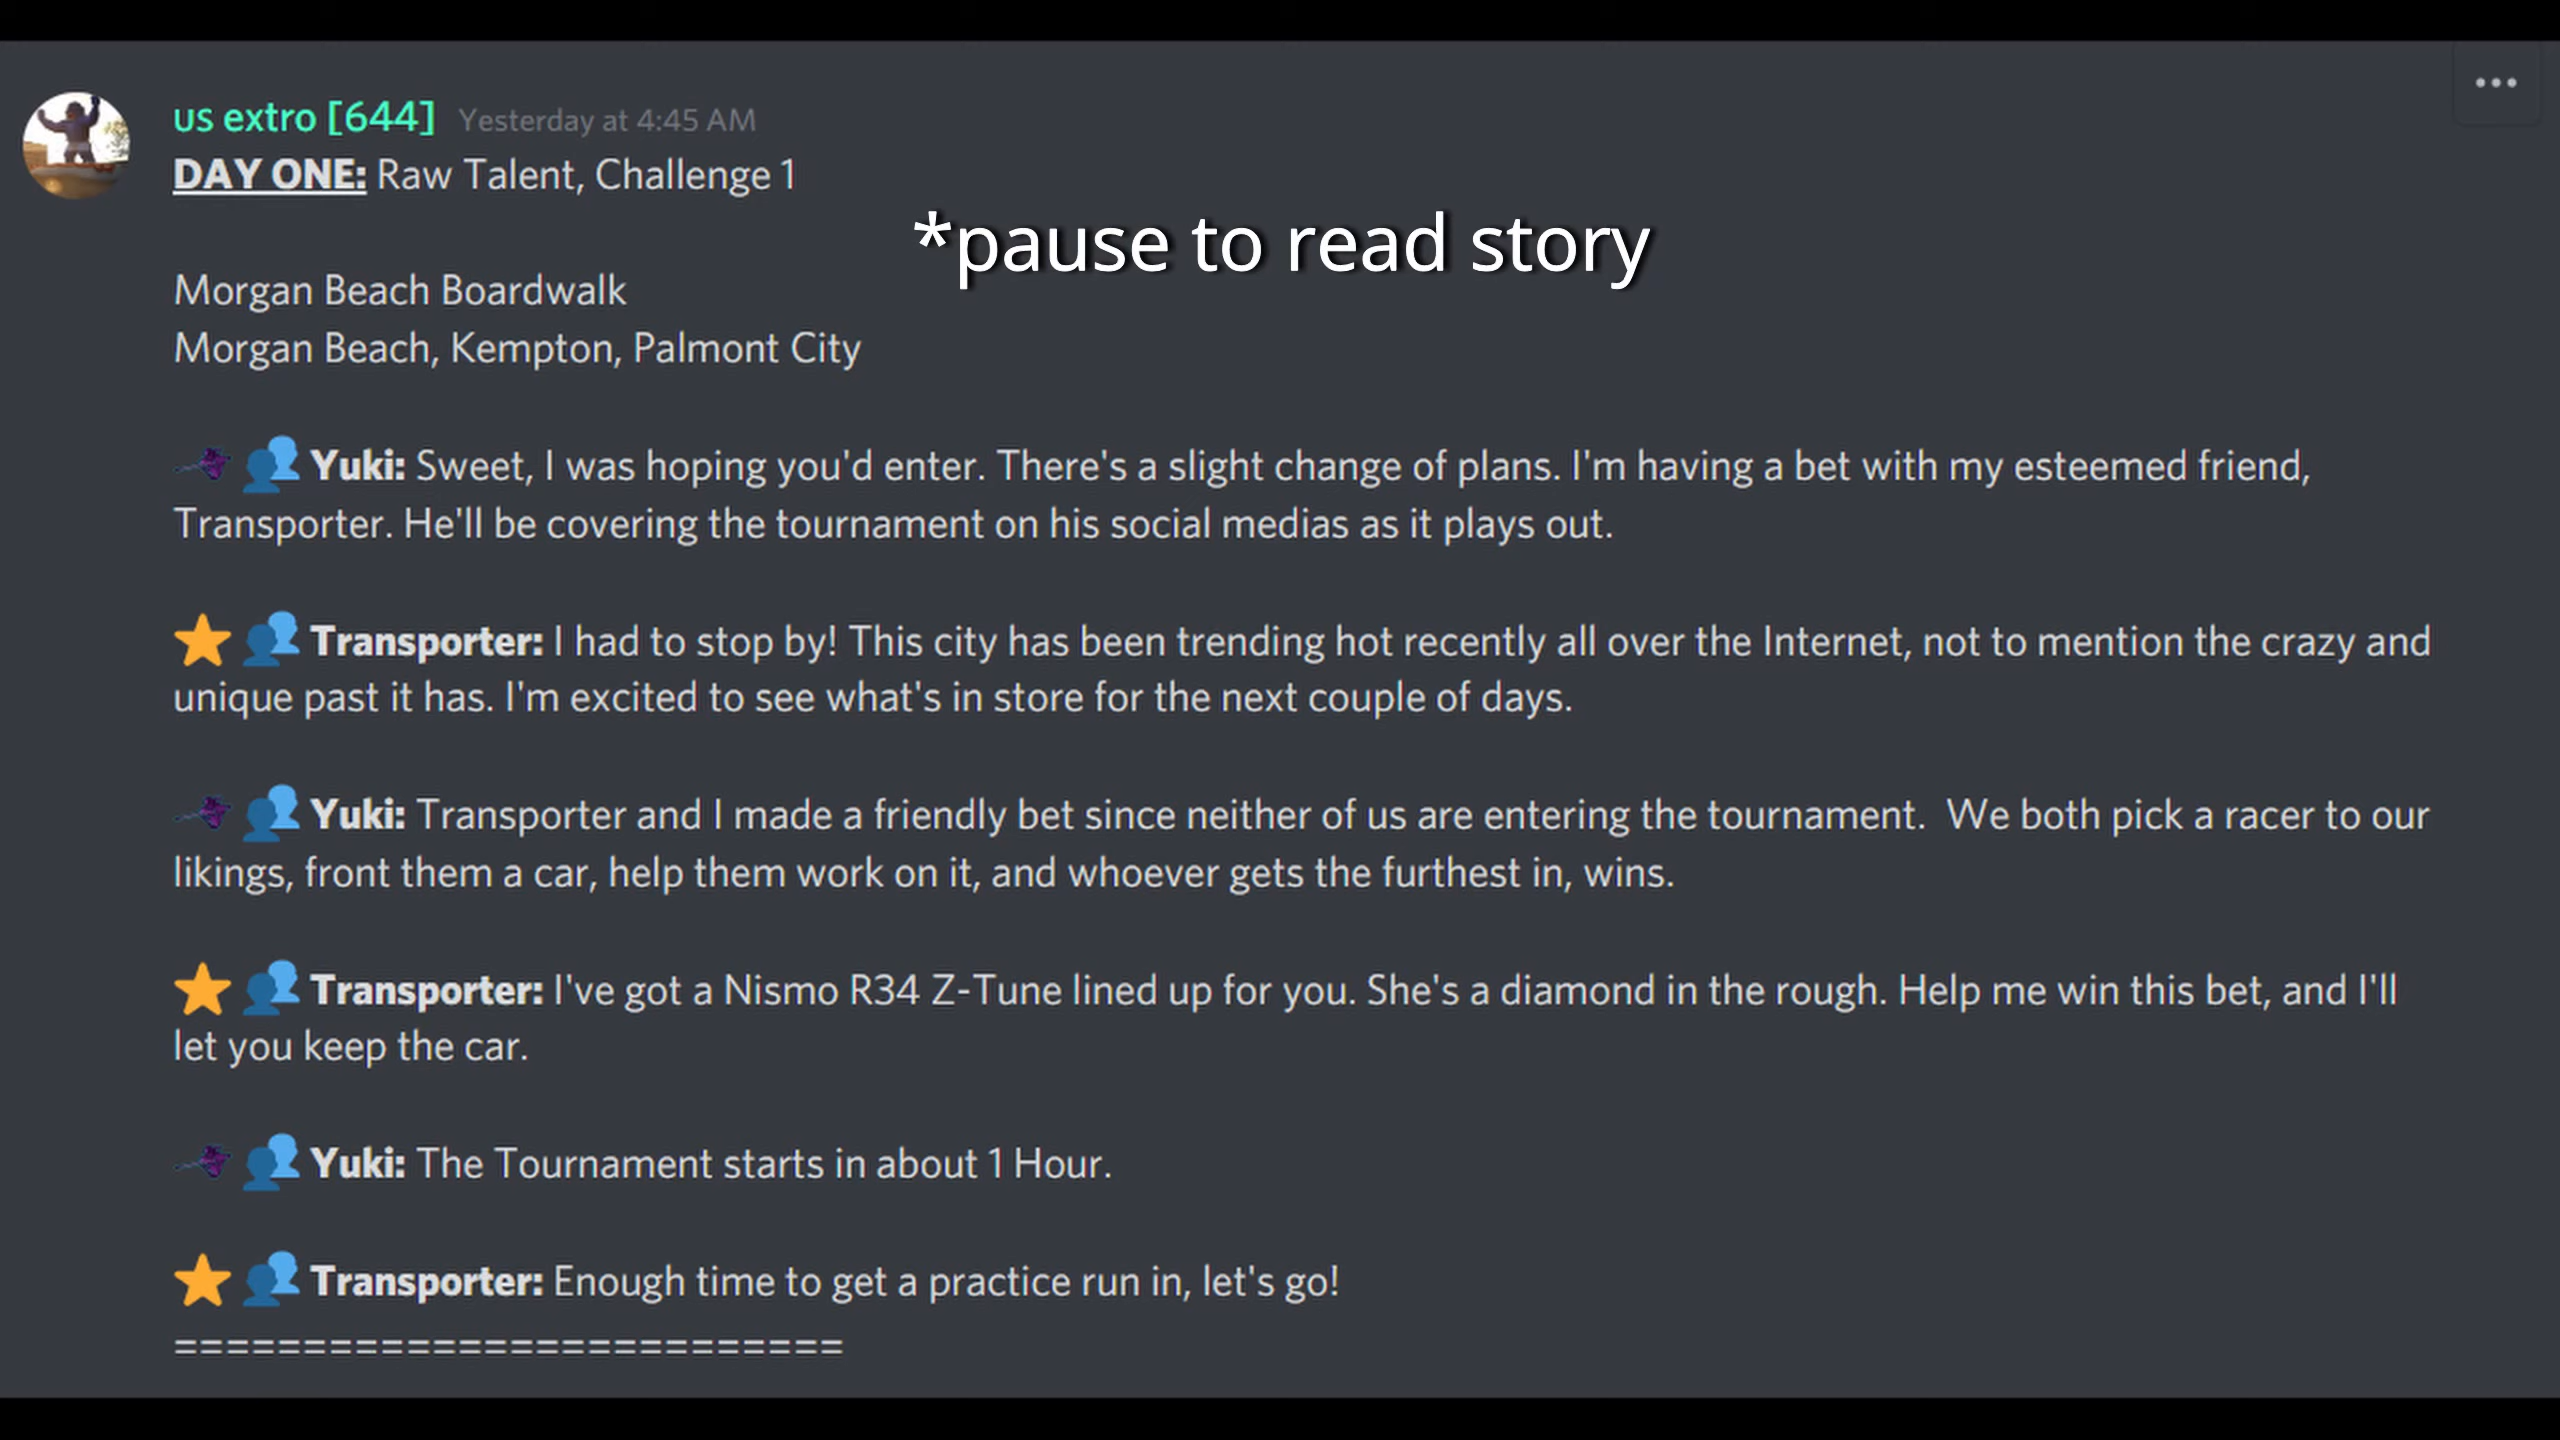 us extro [644] Yesterday at 4:45 AM
DAY ONE: Raw Talent, Challenge 1
*pause to read story
Morgan Beach Boardwalk
Morgan Beach, Kempton, Palmont City
Yuki: Sweet, I was hoping you'd enter. There's a slight change of plans. I'm having a bet with my esteemed friend,
Transporter. He'll be covering the tournament on his social medias as it plays out.
Transporter: I had to stop by! This city has been trending hot recently all over the Internet, not to mention the crazy and
unique past it has. I'm excited to see what's in store for the next couple of days.
Yuki: Transporter and I made a friendly bet since neither of us are entering the tournament.  We both pick a racer to our
likings, front them a car, help them work on it, and whoever gets the furthest in, wins.
Transporter: I've got a Nismo R34 Z-Tune lined up for you. She's a diamond in the rough. Help me win this bet, and I'll
let you keep the car.
Yuki: The Tournament starts in about 1 Hour.
Transporter: Enough time to get a practice run in, let's go!
==========================